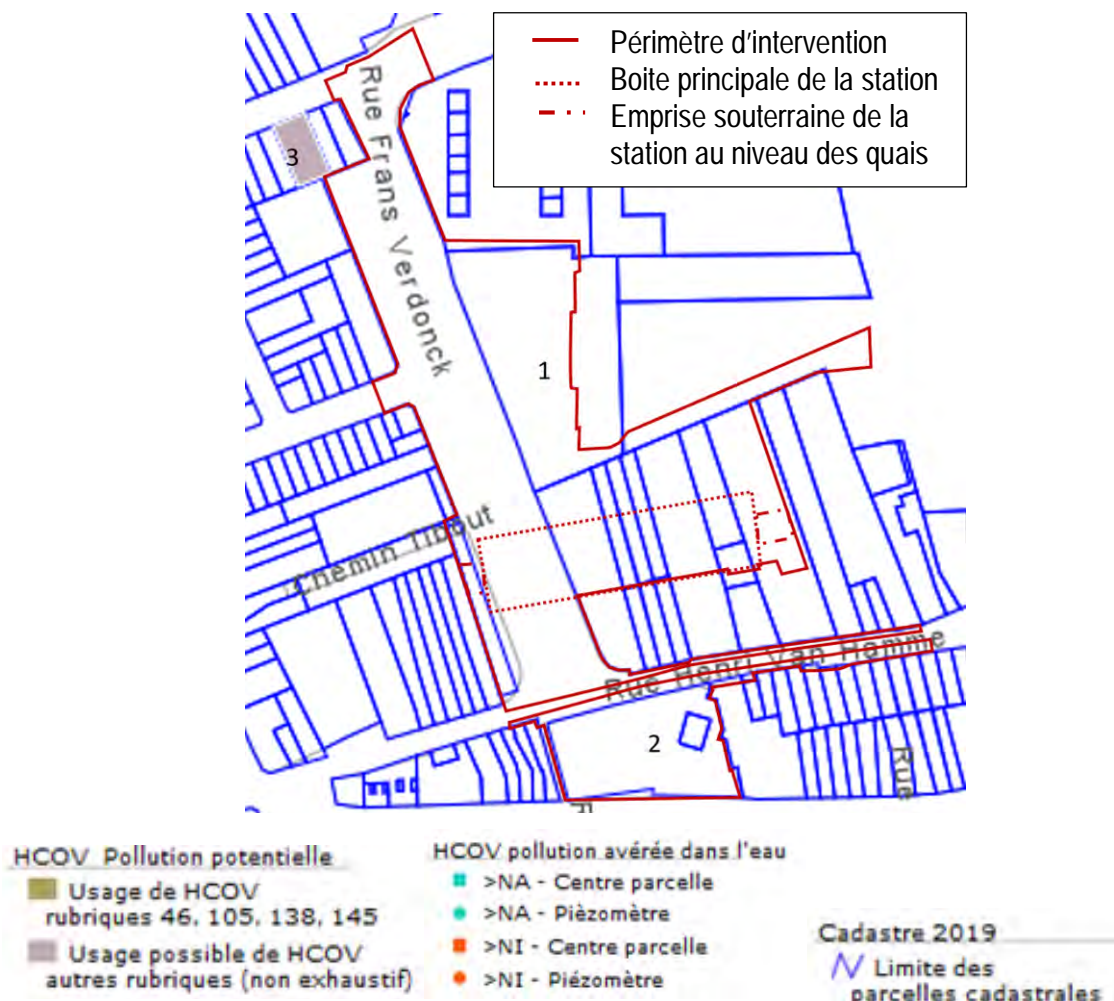 Périmètre d'intervention
Boite principale de la station
Emprise souterraine de la
station au niveau des quais
Rue Frans Verdonck
3
1
Chemin Tibout
Rue Henri Van Hamme
2
Rue
R
HCOV Pollution potentielle
Usage de HCOV
rubriques 46, 105, 138, 145
Usage possible de HCOV
autres rubriques (non exhaustif)
HCOV pollution avérée dans l'eau
>NA - Centre parcelle
>NA - Pièzomètre
>NI - Centre parcelle
>NI - Piézomètre
Cadastre 2019
Limite des
parcelles cadastrales